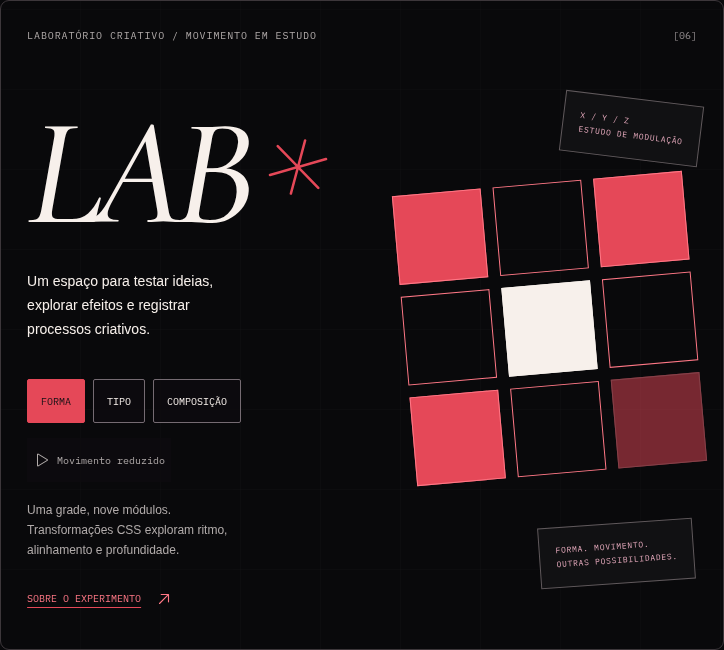 LABORATÓRIO CRIATIVO / MOVIMENTO EM ESTUDO
[06]
LAB*
X / Y / Z
ESTUDO DE MODULAÇÃO
Um espaço para testar ideias,
explorar efeitos e registrar
processos criativos.
FORMA
TIPO
COMPOSIÇÃO
Movimento reduzido
Uma grade, nove módulos.
Transformações CSS exploram ritmo,
alinhamento e profundidade.
FORMA. MOVIMENTO.
OUTRAS POSSIBILIDADES.
SOBRE O EXPERIMENTO